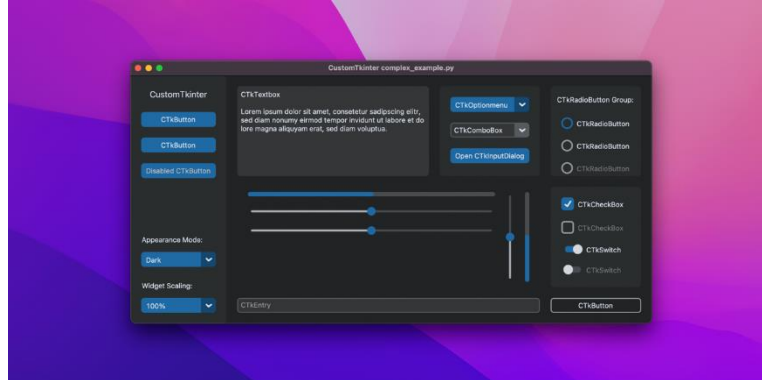 CustomTkinter complex_example.py
CustomTkinter
CTkButton
CTkButton
Disabled CTkButton
Appearance Mode:
Dark
Widget Scaling:
100%
CTkTextbox
Lorem ipsum dolor sit amet, consetetur sadipscing elitr,
sed diam nonumy eirmod tempor invidunt ut labore et do
lore magna aliquyam erat, sed diam voluptua.
CTkEntry
CTkOptionmenu
CTkComboBox
Open CTkInputDialog
CTkRadioButton Group:
CTkRadioButton
CTkRadioButton
CTkRadioButton
CTkCheckBox
CTkCheckBox
CTkSwitch
CTkSwitch
CTkButton